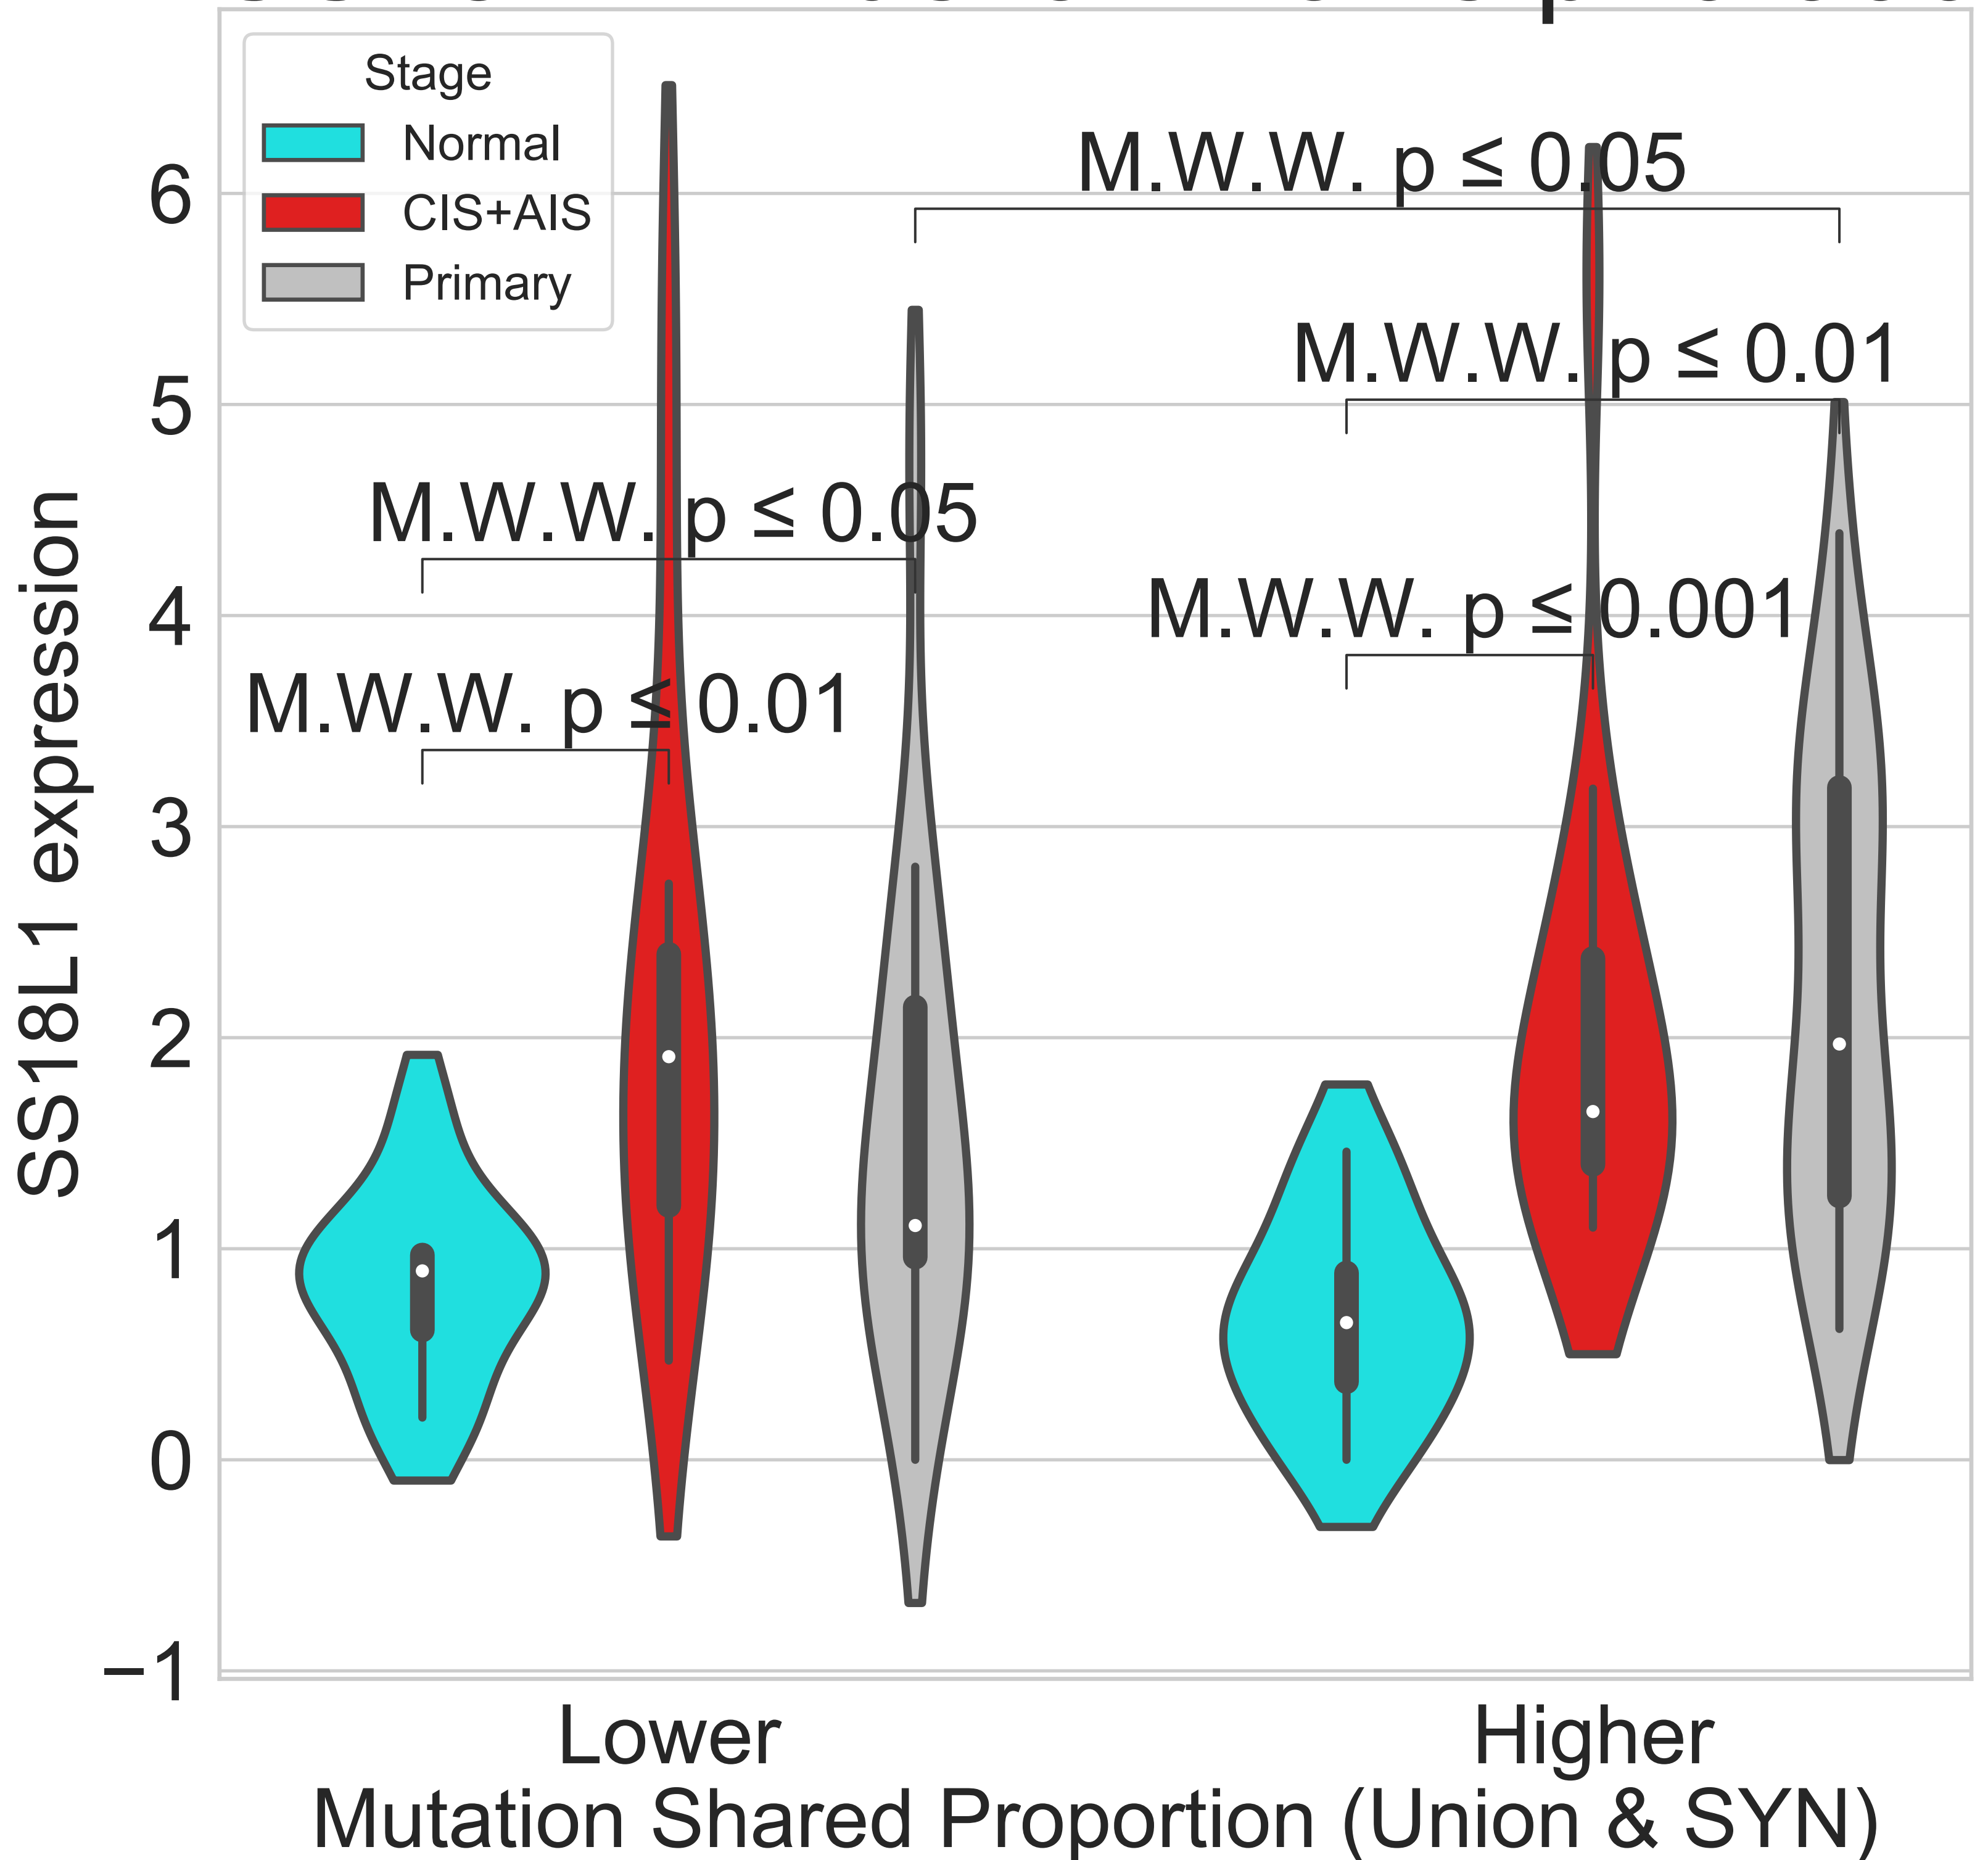 Stage
Normal
CIS+AIS
Primary
M.W.W. p ≤ 0.05
M.W.W. p ≤ 0.01
M.W.W. p ≤ 0.05
M.W.W. p ≤ 0.001
M.W.W. p ≤ 0.01
6
5
4
3
2
1
0
−1
SS18L1 expression
Lower
Higher
Mutation Shared Proportion (Union & SYN)